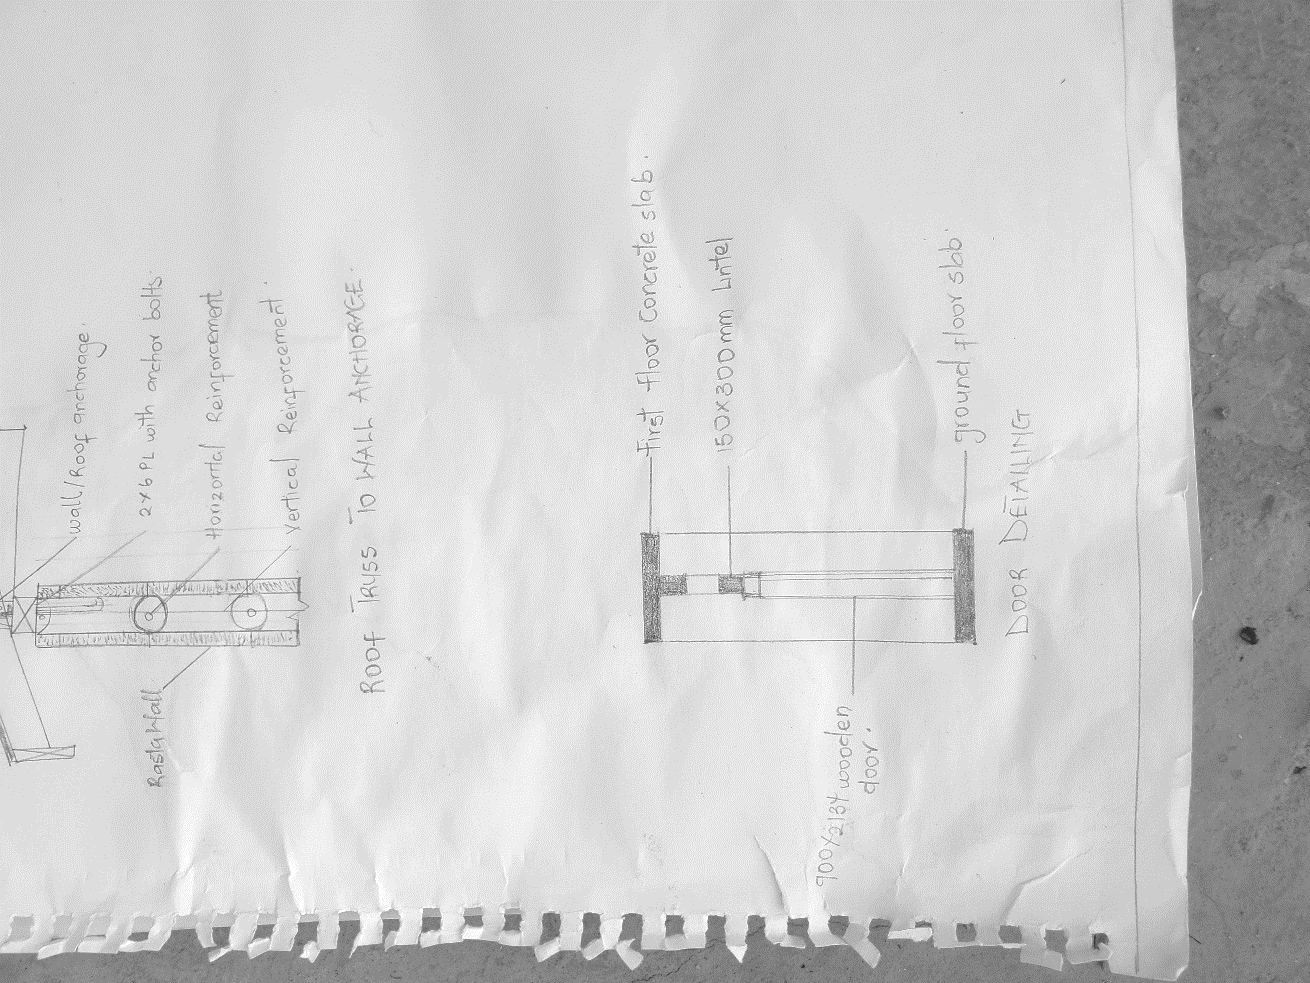 wall/Roof anchorage.
2x6 PL with anchor bolts.
Horizontal Reinforcement
Vertical Reinforcement.
Rasta Wall.
ROOF TRUSS TO WALL ANCHORAGE.
First Floor Concrete slab.
150x300mm Lintel
900x2134 wooden
door.
ground floor slab.
DOOR DETAILING